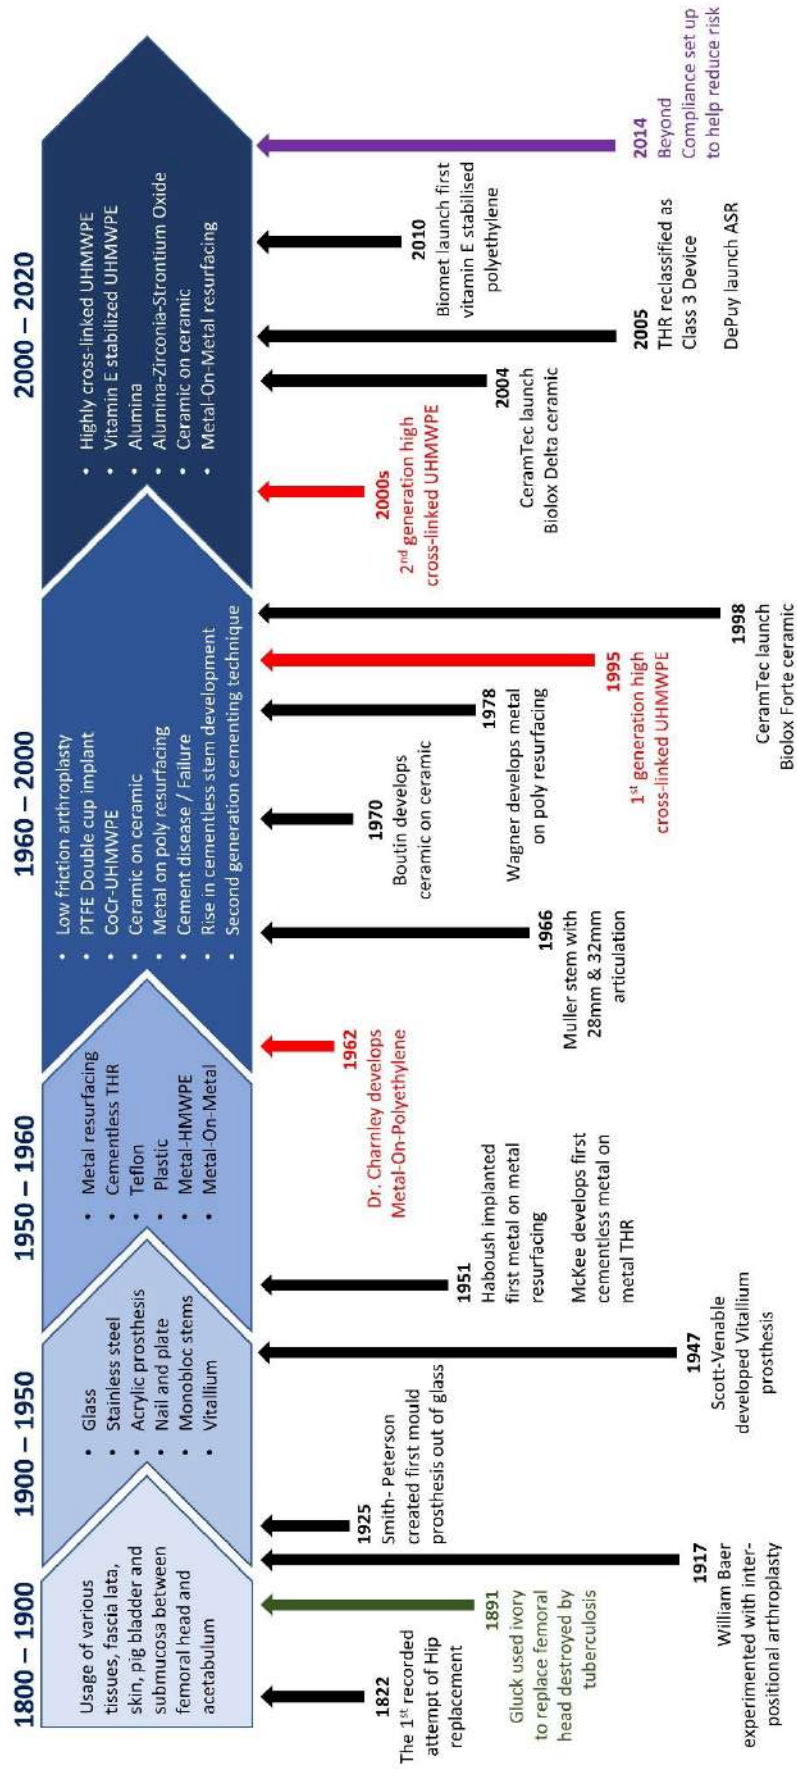 1800 – 1900
Usage of various
tissues, fascia lata,
skin, pig bladder and
submucosa between
femoral head and
acetabulum
1900 – 1950
• Glass
• Stainless steel
• Acrylic prosthesis
• Nail and plate
• Monobloc stems
• Vitallium
1950 – 1960
• Metal resurfacing
• Cementless THR
• Teflon
• Plastic
• Metal-HMWPE
• Metal-On-Metal
1960 – 2000
• Low friction arthroplasty
• PTFE Double cup implant
• CoCr-UHMWPE
• Ceramic on ceramic
• Metal on poly resurfacing
• Cement disease / Failure
• Rise in cementless stem development
• Second generation cementing technique
2000 – 2020
• Highly cross-linked UHMWPE
• Vitamin E stabilized UHMWPE
• Alumina
• Alumina-Zirconia-Strontium Oxide
• Ceramic on ceramic
• Metal-On-Metal resurfacing
1822
The 1st recorded
attempt of Hip
replacement
1891
Gluck used ivory
to replace femoral
head destroyed by
tuberculosis
1917
William Baer
experimented with inter-
positional arthroplasty
1925
Smith- Peterson
created first mould
prosthesis out of glass
1947
Scott-Venable
developed Vitallium
prosthesis
1951
Haboush implanted
first metal on metal
resurfacing
McKee develops first
cementless metal on
metal THR
1962
Dr. Charnley develops
Metal-On-Polyethylene
1966
Muller stem with
28mm & 32mm
articulation
1970
Boutin develops
ceramic on ceramic
1978
Wagner develops metal
on poly resurfacing
1995
1st generation high
cross-linked UHMWPE
1998
CeramTec launch
Biolox Forte ceramic
2000s
2nd generation high
cross-linked UHMWPE
2004
CeramTec launch
Biolox Delta ceramic
2005
THR reclassified as
Class 3 Device
DePuy launch ASR
2010
Biomet launch first
vitamin E stabilised
polyethylene
2014
Beyond
Compliance set up
to help reduce risk